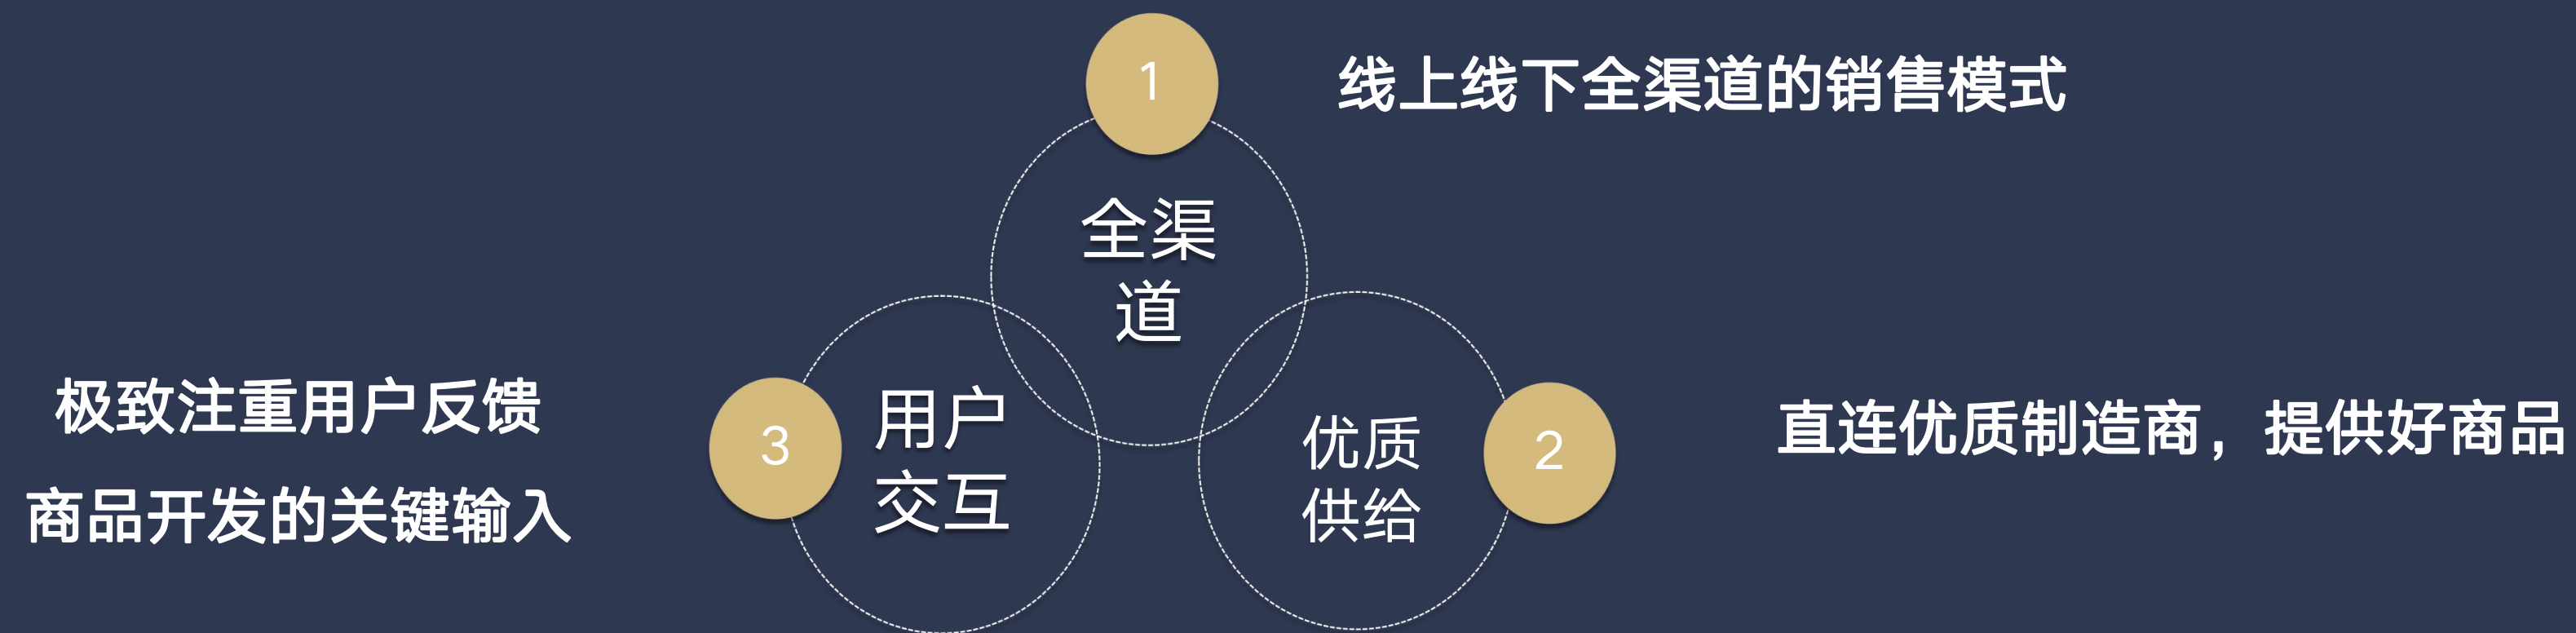 1
线上线下全渠道的销售模式
全渠
道
极致注重用户反馈
商品开发的关键输入
3
用户
交互
优质
供给
2
直连优质制造商，提供好商品